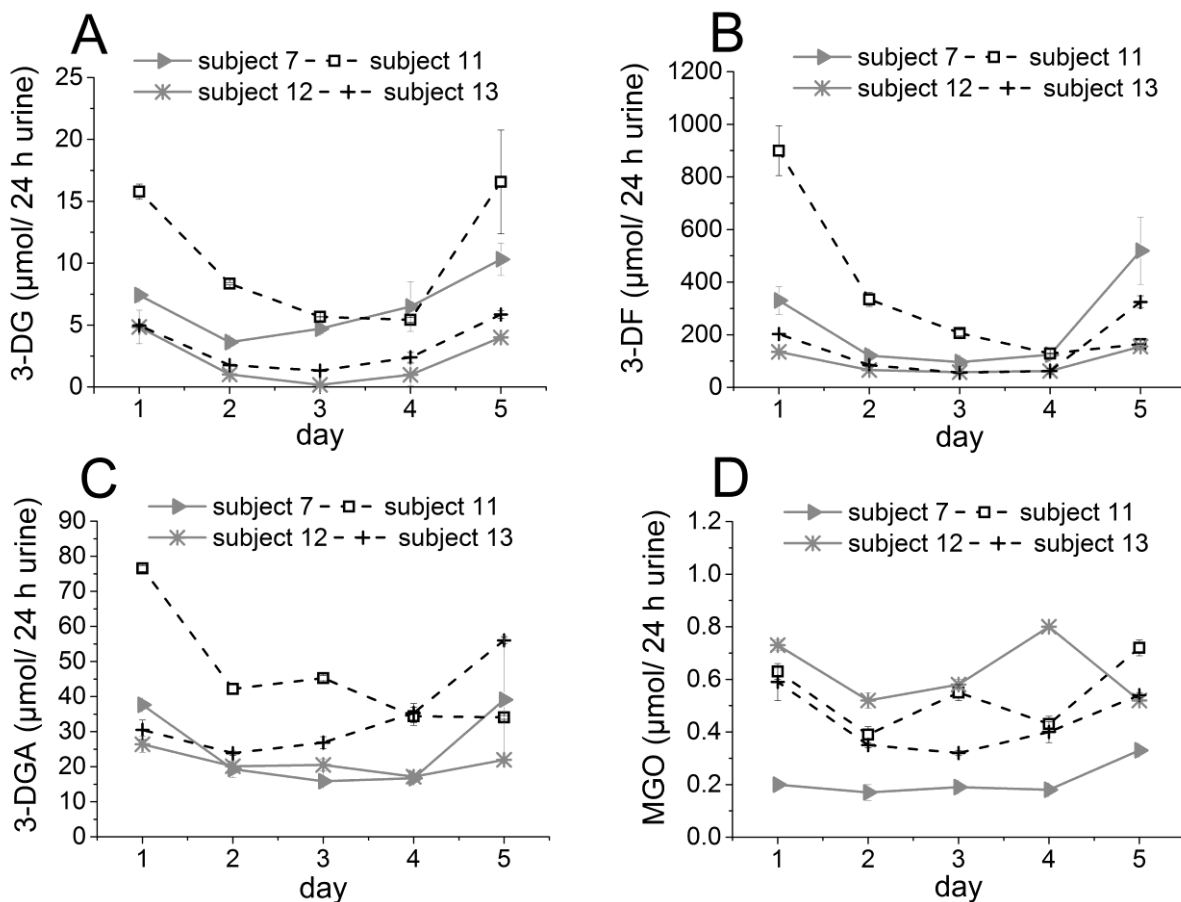 A
subject 7 subject 11
subject 12 subject 13
3-DG (µmol/ 24 h urine)
25
20
15
10
5
0
1 2 3 4 5
day
B
subject 7 subject 11
subject 12 subject 13
3-DF (µmol/ 24 h urine)
1200
1000
800
600
400
200
0
1 2 3 4 5
day
C
subject 7 subject 11
subject 12 subject 13
3-DGA (µmol/ 24 h urine)
90
80
70
60
50
40
30
20
10
0
1 2 3 4 5
day
D
subject 7 subject 11
subject 12 subject 13
MGO (µmol/ 24 h urine)
1.2
1.0
0.8
0.6
0.4
0.2
0.0
1 2 3 4 5
day